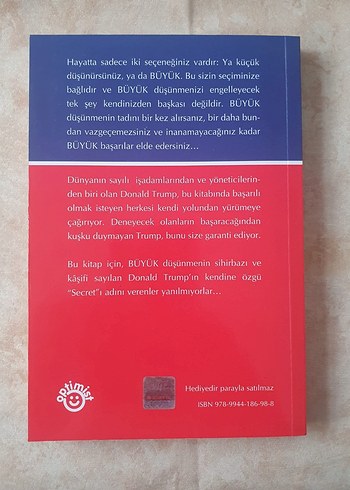 Hayatta sadece iki seçeneğiniz vardır: Ya küçük
düşünürsünüz, ya da BÜYÜK. Bu sizin seçiminize
bağlıdır ve BÜYÜK düşünmenizi engelleyecek
tek şey kendinizden başkası değildir. BÜYÜK
düşünmenin tadını bir kez alırsanız, bir daha bun-
dan vazgeçemezsiniz ve inanamayacağınız kadar
BÜYÜK başarılar elde edersiniz…
Dünyanın sayılı işadamlarından ve yöneticilerin-
den biri olan Donald Trump, bu kitabında başarılı
olmak isteyen herkesi kendi yolundan yürümeye
çağırıyor. Deneyecek olanların başaracağından
kuşku duymayan Trump, bunu size garanti ediyor.
Bu kitap için, BÜYÜK düşünmenin sihirbazı ve
kâşifi sayılan Donald Trump'ın kendine özgü
"Secret"ı adını verenler yanılmıyorlar…
optimist
Hediyedir parayla satılmaz
ISBN 978-9944-186-98-8